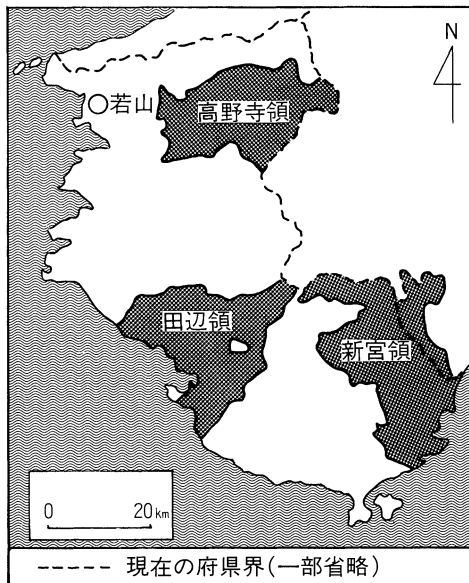 N
○若山
高野寺領
田辺領
新宮領
0 20km
----- 現在の府県界(一部省略)